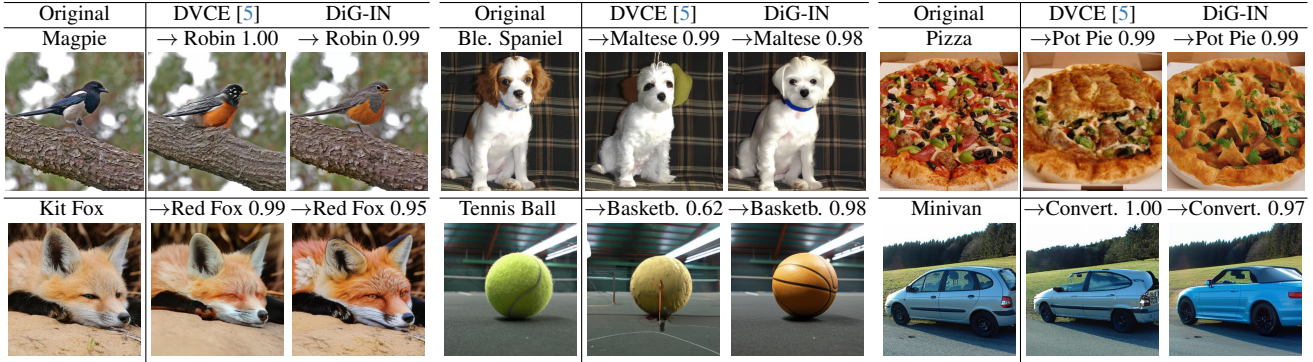 Original DVCE [5] DiG-IN Original DVCE [5] DiG-IN Original DVCE [5] DiG-IN
Magpie → Robin 1.00 → Robin 0.99 Ble. Spaniel →Maltese 0.99 →Maltese 0.98 Pizza →Pot Pie 0.99 →Pot Pie 0.99
Kit Fox →Red Fox 0.99 →Red Fox 0.95 Tennis Ball →Basketb. 0.62 →Basketb. 0.98 Minivan →Convert. 1.00 →Convert. 0.97